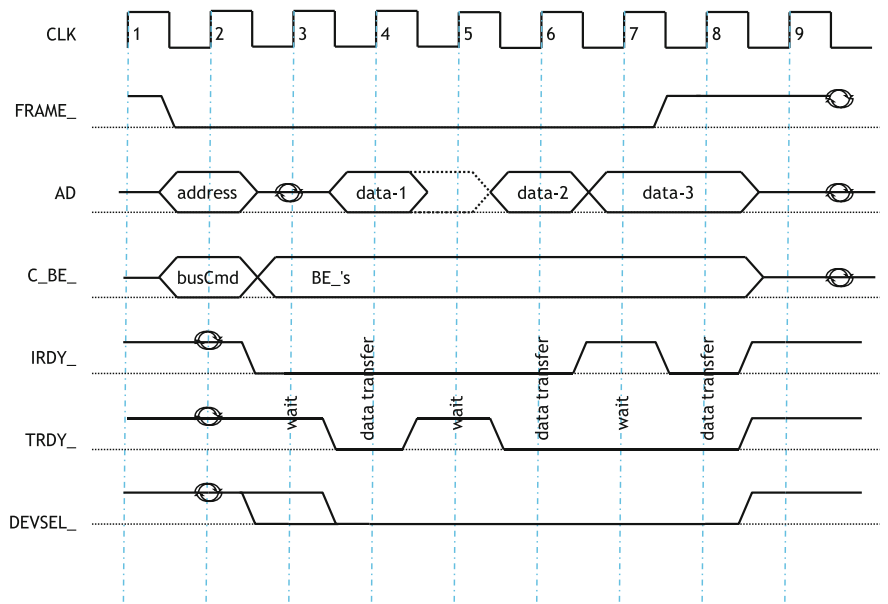 CLK 1 2 3 4 5 6 7 8 9
FRAME_
AD address data-1 data-2 data-3
C_BE_ busCmd BE_'s
IRDY_
wait data transfer wait data transfer wait data transfer
TRDY_
DEVSEL_